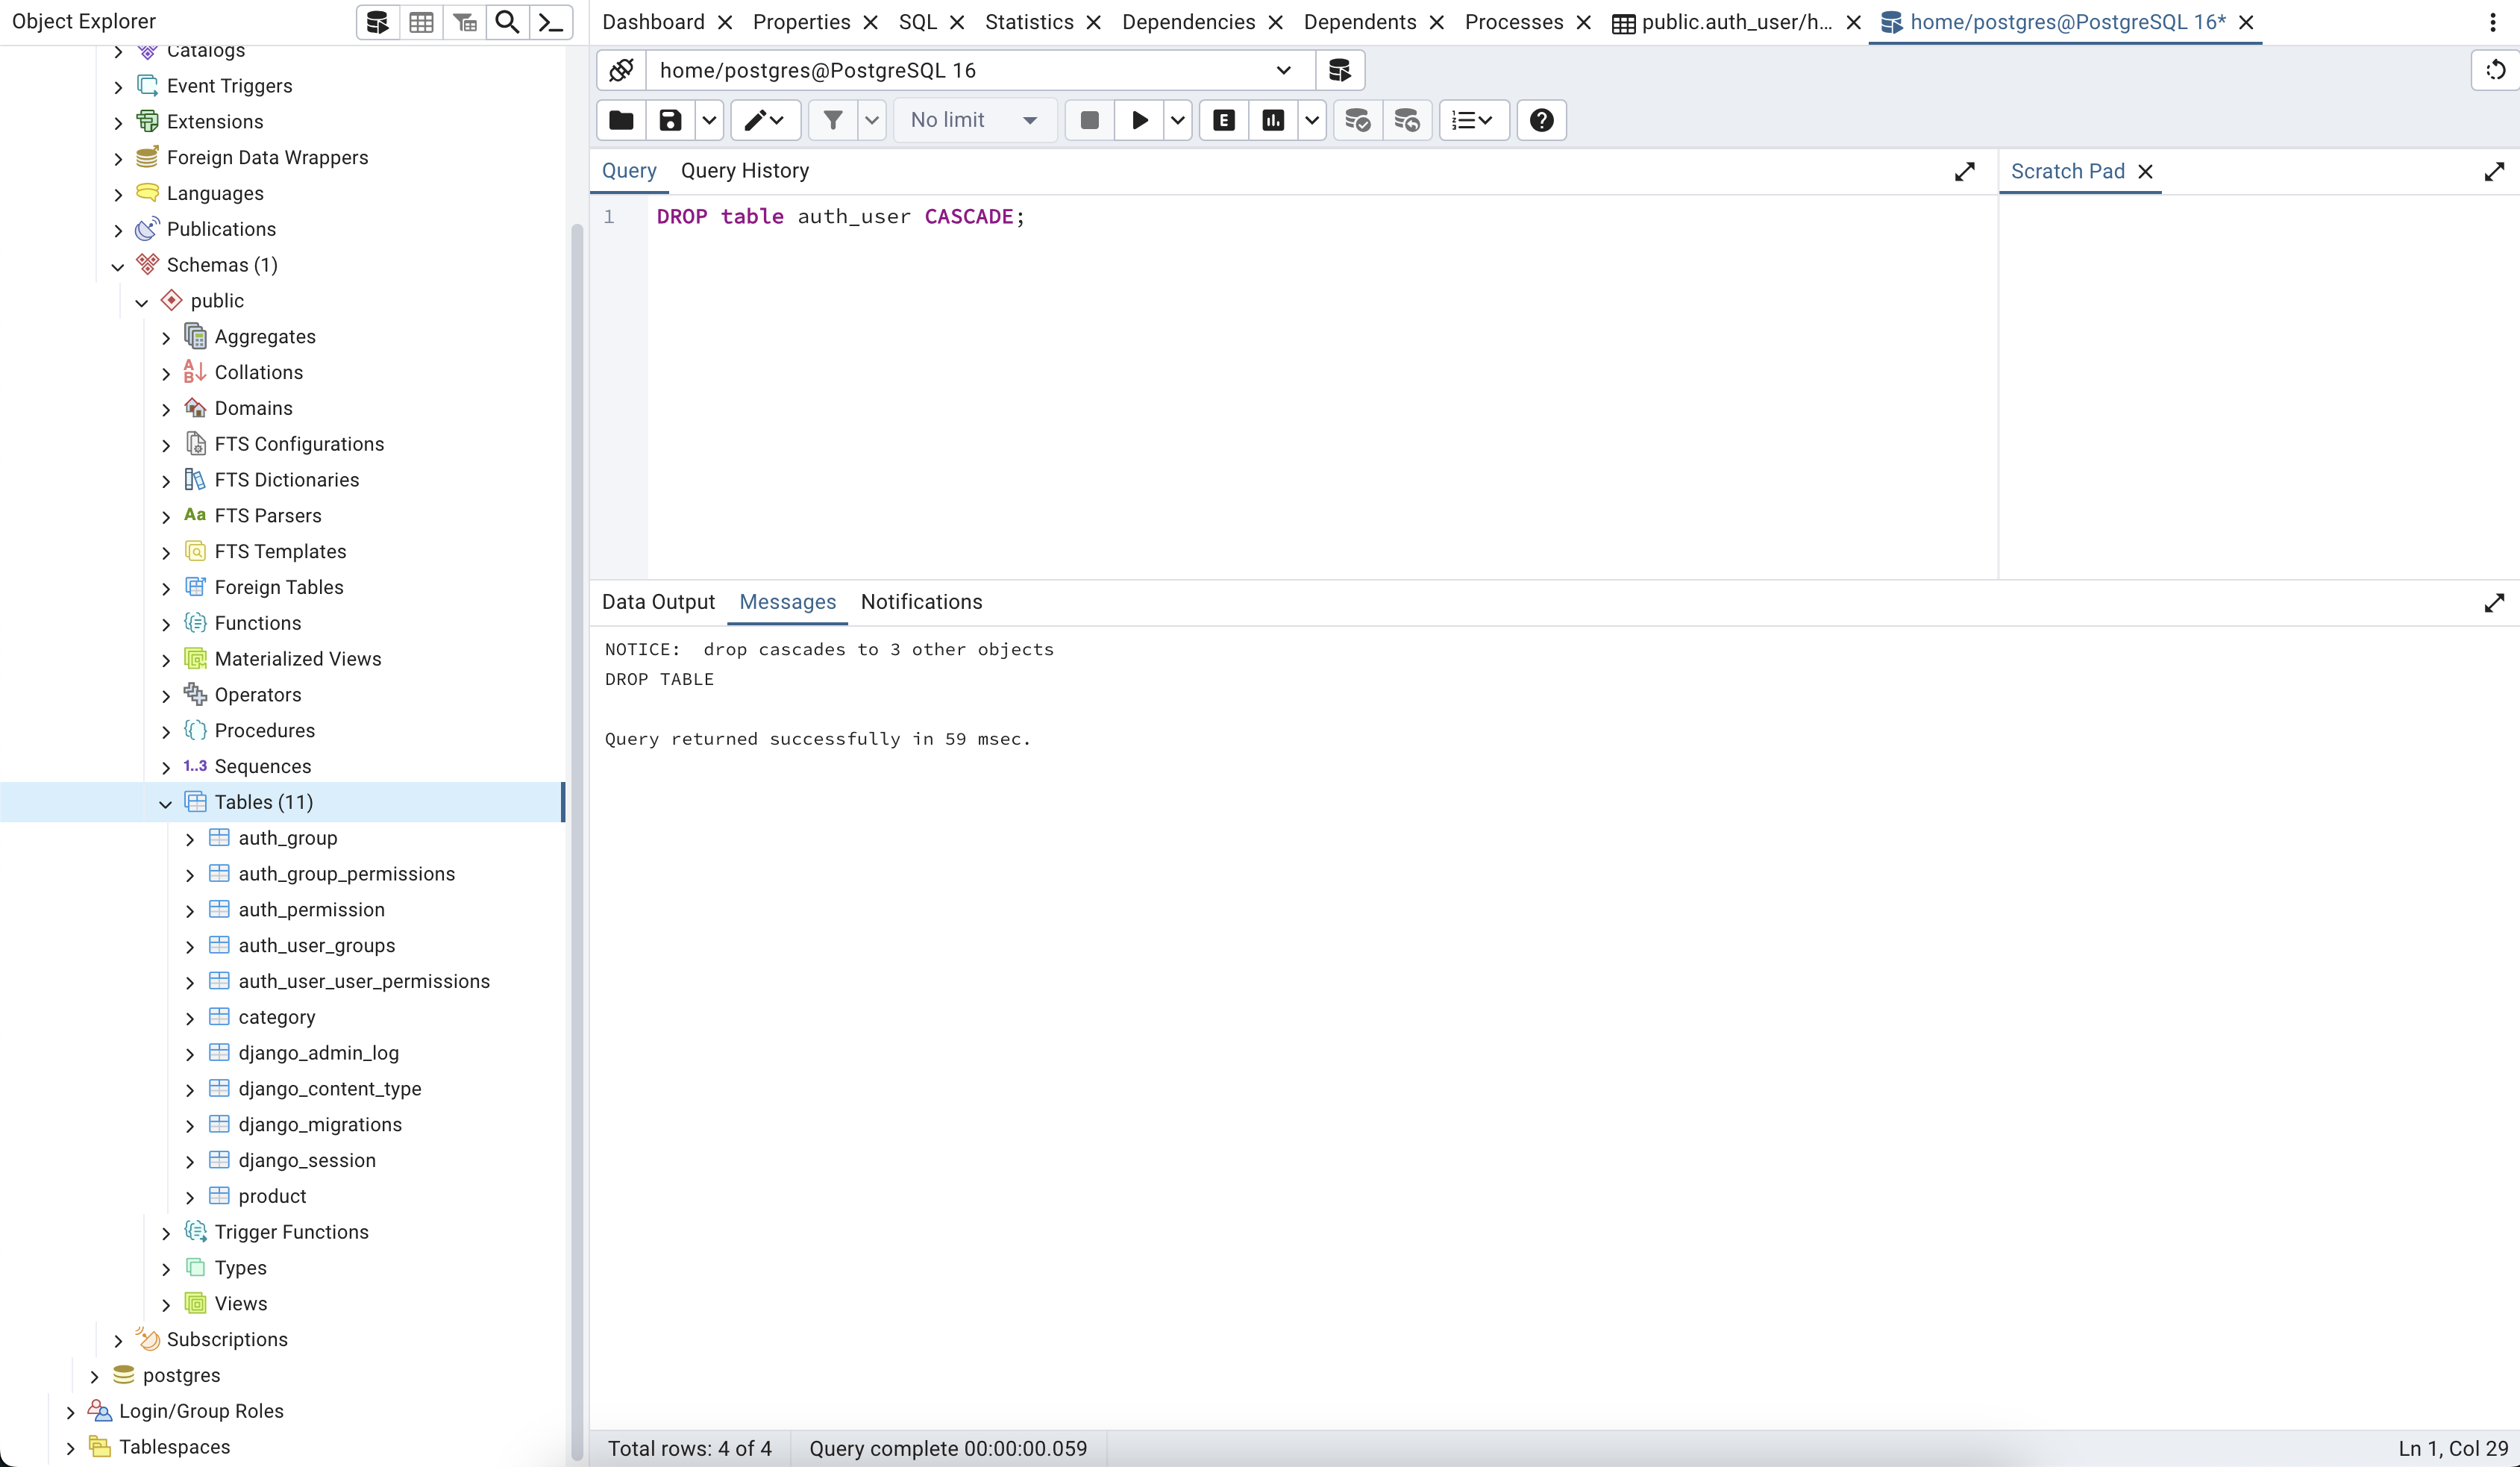 Object Explorer
Dashboard
Properties
SQL
Statistics
Dependencies
Dependents
Processes
public.auth_user/h...
home/postgres@PostgreSQL 16*
Catalogs
Event Triggers
Extensions
Foreign Data Wrappers
Languages
Publications
Schemas (1)
public
Aggregates
Collations
Domains
FTS Configurations
FTS Dictionaries
Aa FTS Parsers
FTS Templates
Foreign Tables
Functions
Materialized Views
Operators
Procedures
1..3 Sequences
Tables (11)
auth_group
auth_group_permissions
auth_permission
auth_user_groups
auth_user_user_permissions
category
django_admin_log
django_content_type
django_migrations
django_session
product
Trigger Functions
Types
Views
Subscriptions
postgres
Login/Group Roles
Tablespaces
home/postgres@PostgreSQL 16
No limit
E
Query
Query History
Scratch Pad
1 DROP table auth_user CASCADE;
Data Output
Messages
Notifications
NOTICE:  drop cascades to 3 other objects
DROP TABLE
Query returned successfully in 59 msec.
Total rows: 4 of 4
Query complete 00:00:00.059
Ln 1, Col 29